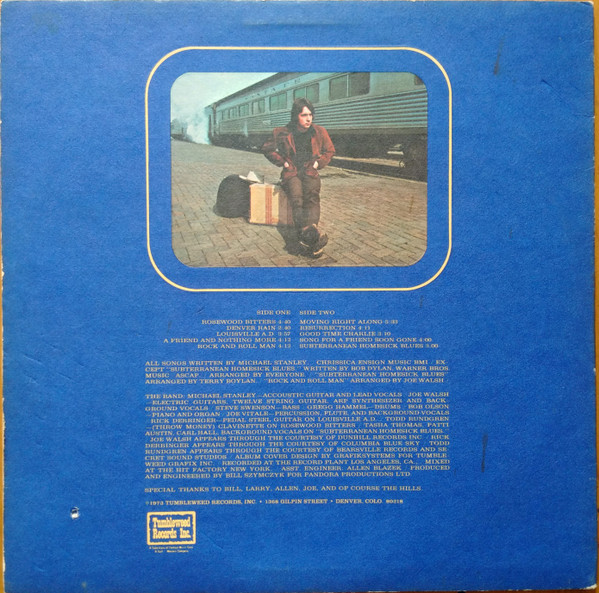 SIDE ONE
ROSEWOOD BITTERS 4:40
DENVER RAIN 2:40
LOUISVILLE A.D. 3:37
A FRIEND AND NOTHING MORE 4:17
ROCK AND ROLL MAN 4:13
SIDE TWO
MOVING RIGHT ALONG 3:33
RESURRECTION 4:11
GOOD TIME CHARLIE 3:10
SONG FOR A FRIEND SOON GONE 4:06
SUBTERRANEAN HOMESICK BLUES 5:00
ALL SONGS WRITTEN BY MICHAEL STANLEY, CHRISSICA ENSIGN MUSIC BMI - EX-
CEPT "SUBTERRANEAN HOMESICK BLUES," WRITTEN BY BOB DYLAN, WARNER BROS
MUSIC ASCAP. ARRANGED BY EVERYONE. "SUBTERRANEAN HOMESICK BLUES"
ARRANGED BY TERRY BOYLAN. "ROCK AND ROLL MAN" ARRANGED BY JOE WALSH.
THE BAND: MICHAEL STANLEY—ACCOUSTIC GUITAR AND LEAD VOCALS JOE WALSH
—ELECTRIC GUITARS, TWELVE STRING GUITAR, ARP SYNTHESIZER AND BACK-
GROUND VOCALS - STEVE SWENSON—BASS - GREGG HAMMEL—DRUMS - BOB OLSON
—PIANO AND ORGAN JOE VITALE—PERCUSSION, FLUTE, AND BACKGROUND VOCALS
- RICK DERRINGER—PEDAL STEEL GUITAR ON LOUISVILLE A.D. - TODD RUNDGREN
—(THROW MONEY) CLAVINETTE ON ROSEWOOD BITTERS - TASHA THOMAS, PATTI
AUSTIN, CARL HALL, BACKGROUND VOCALS ON "SUBTERRANEAN HOMESICK BLUES."
JOE WALSH APPEARS THROUGH THE COURTESY OF DUNHILL RECORDS INC - RICK
DERRINGER APPEARS THROUGH THE COURTESY OF COLUMBIA BLUE SKY - TODD
RUNDGREN APPEARS THROUGH THE COURTESY OF BEARSVILLE RECORDS AND SE-
CRET SOUND STUDIOS - ALBUM COVER DESIGN BY GRAFIKSYSTEMS FOR TUMBLE-
WEED GRAFIX INC. - RECORDED AT THE RECORD PLANT LOS ANGELES, CA., - MIXED
AT THE HIT FACTORY NEW YORK. - ASST. ENGINEER ALLEN BLAZEK. PRODUCED
AND ENGINEERED BY BILL SZYMCZYK FOR PANDORA PRODUCTIONS LTD.
SPECIAL THANKS TO BILL, LARRY, ALLEN, JOE, AND OF COURSE THE HILLS.
©1972 TUMBLEWEED RECORDS, INC. • 1368 GILPIN STREET • DENVER, COLO. 80218
Tumbleweed
Records Inc.